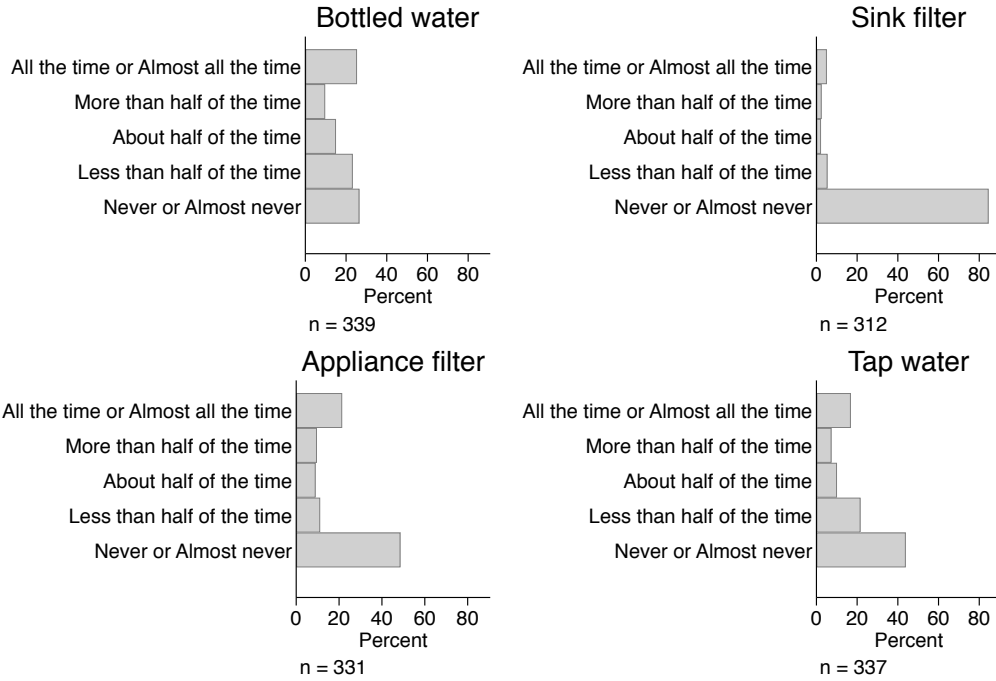 Bottled water
All the time or Almost all the time
More than half of the time
About half of the time
Less than half of the time
Never or Almost never
0 20 40 60 80
Percent
n = 339
Sink filter
All the time or Almost all the time
More than half of the time
About half of the time
Less than half of the time
Never or Almost never
0 20 40 60 80
Percent
n = 312
Appliance filter
All the time or Almost all the time
More than half of the time
About half of the time
Less than half of the time
Never or Almost never
0 20 40 60 80
Percent
n = 331
Tap water
All the time or Almost all the time
More than half of the time
About half of the time
Less than half of the time
Never or Almost never
0 20 40 60 80
Percent
n = 337